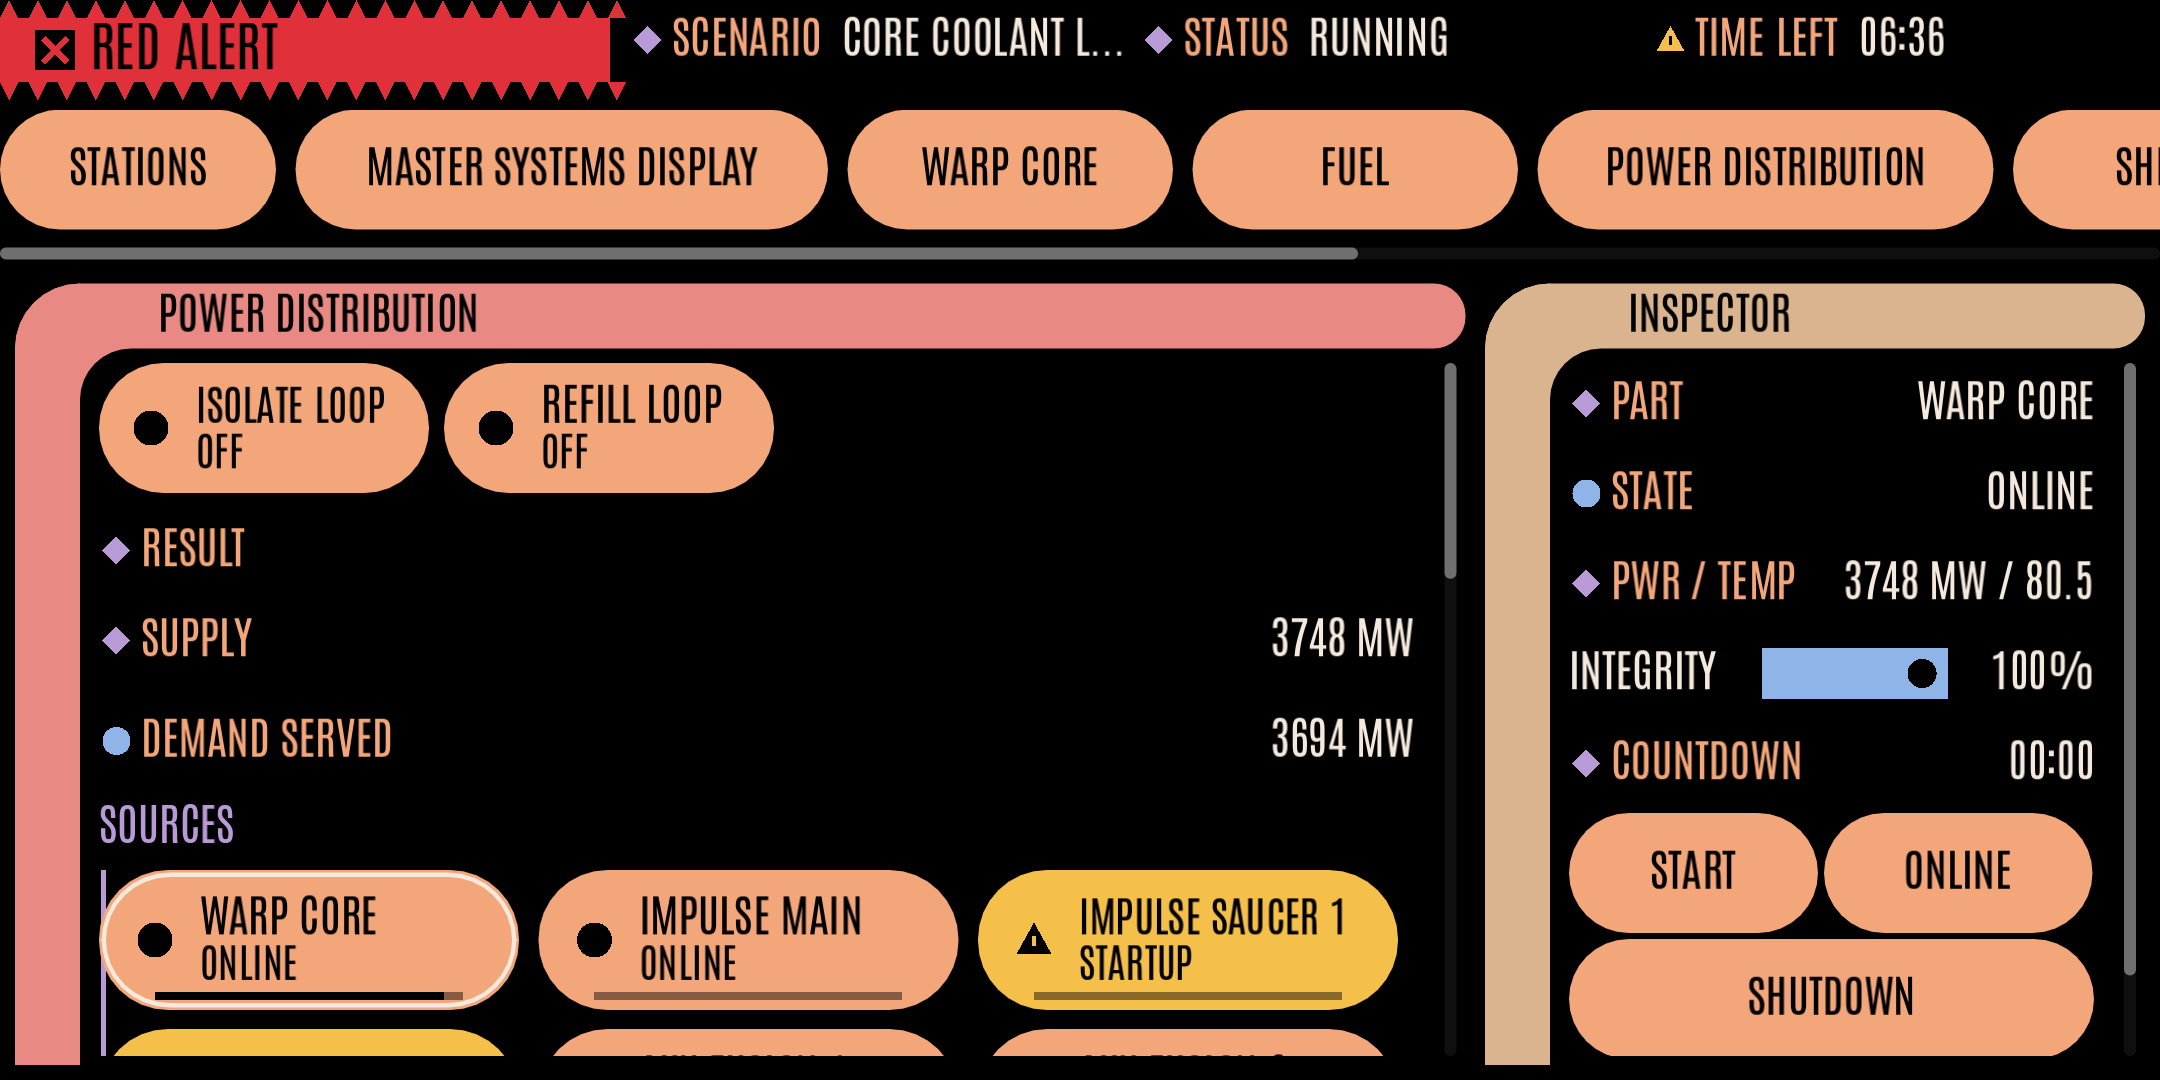 RED ALERT
SCENARIO CORE COOLANT L...
STATUS RUNNING
TIME LEFT 06:36
STATIONS
MASTER SYSTEMS DISPLAY
WARP CORE
FUEL
POWER DISTRIBUTION
POWER DISTRIBUTION
ISOLATE LOOP
OFF
REFILL LOOP
OFF
RESULT
SUPPLY 3748 MW
DEMAND SERVED 3694 MW
SOURCES
WARP CORE
ONLINE
IMPULSE MAIN
ONLINE
IMPULSE SAUCER 1
STARTUP
INSPECTOR
PART WARP CORE
STATE ONLINE
PWR / TEMP 3748 MW / 80.5
INTEGRITY 100%
COUNTDOWN 00:00
START
ONLINE
SHUTDOWN